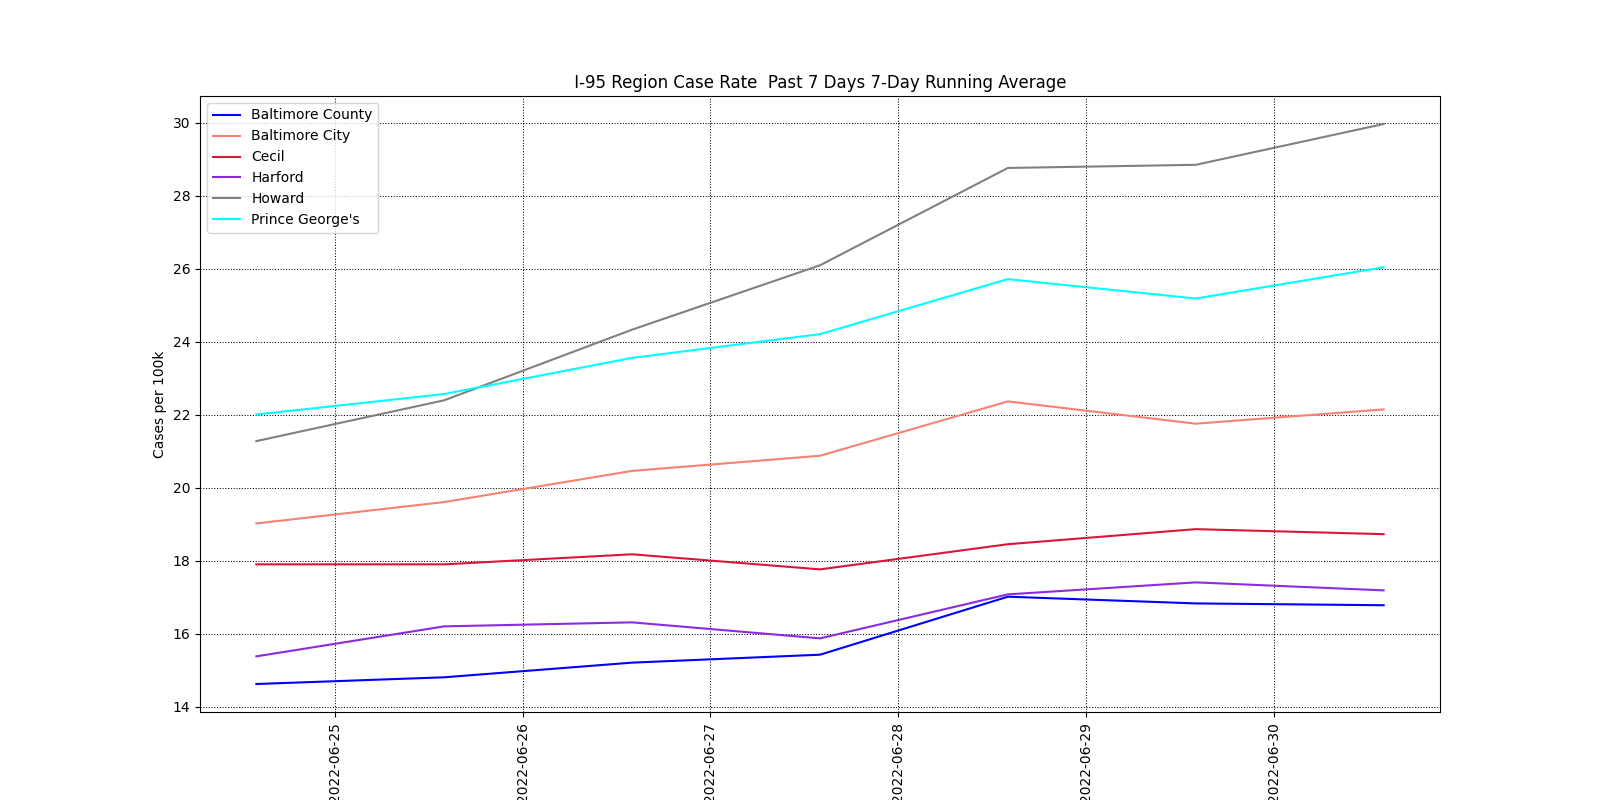 I-95 Region Case Rate  Past 7 Days 7-Day Running Average
Baltimore County
Baltimore City
Cecil
Harford
Howard
Prince George's
30
28
26
24
22
20
18
16
14
Cases per 100k
2022-06-25
2022-06-26
2022-06-27
2022-06-28
2022-06-29
2022-06-30